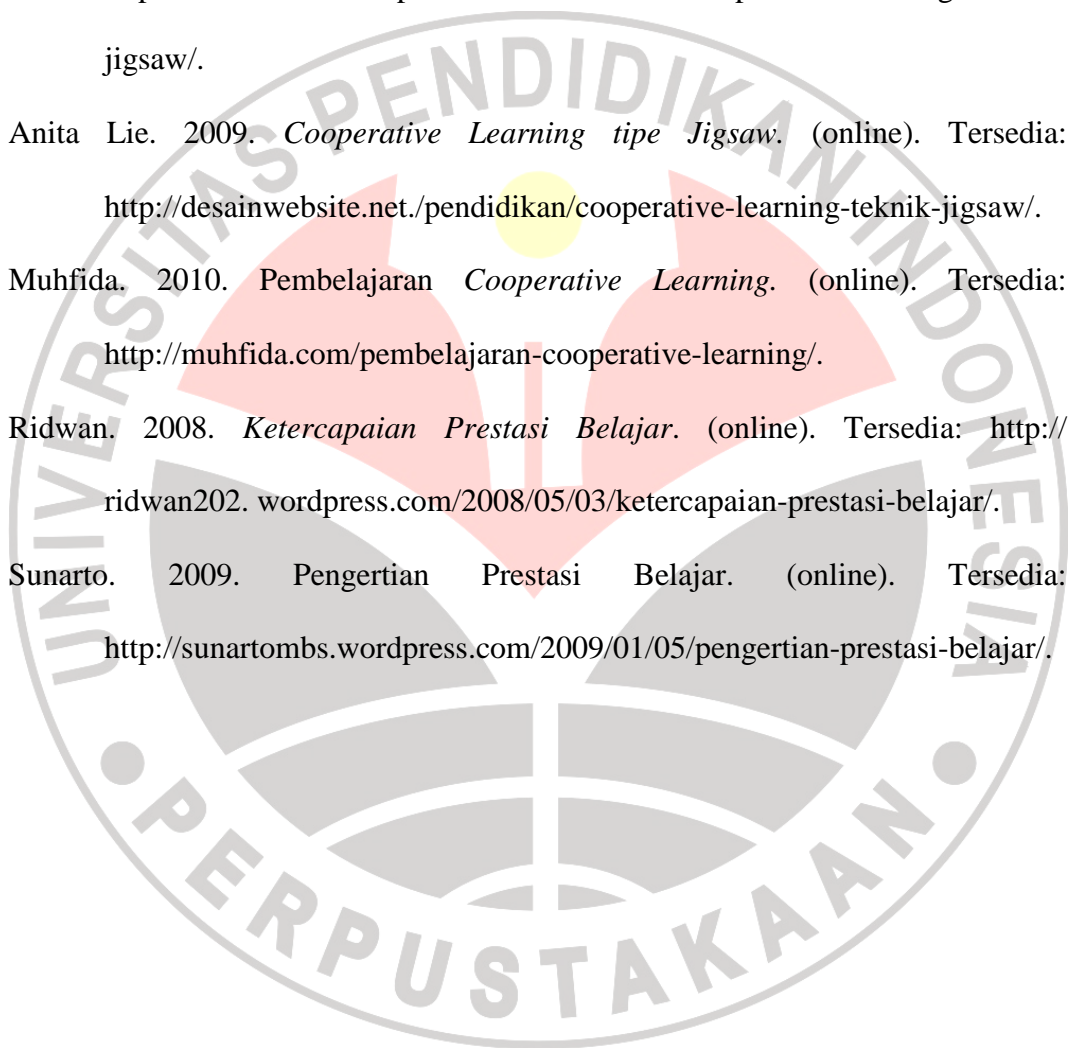 jigsaw/.
Anita Lie. 2009. Cooperative Learning tipe Jigsaw. (online). Tersedia:
http://desainwebsite.net./pendidikan/cooperative-learning-teknik-jigsaw/.
Muhfida. 2010. Pembelajaran Cooperative Learning. (online). Tersedia:
http://muhfida.com/pembelajaran-cooperative-learning/.
Ridwan. 2008. Ketercapaian Prestasi Belajar. (online). Tersedia: http://
ridwan202. wordpress.com/2008/05/03/ketercapaian-prestasi-belajar/.
Sunarto. 2009. Pengertian Prestasi Belajar. (online). Tersedia:
http://sunartombs.wordpress.com/2009/01/05/pengertian-prestasi-belajar/.
UNIVERSITAS PENDIDIKAN INDONESIA
PERPUSTAKAAN